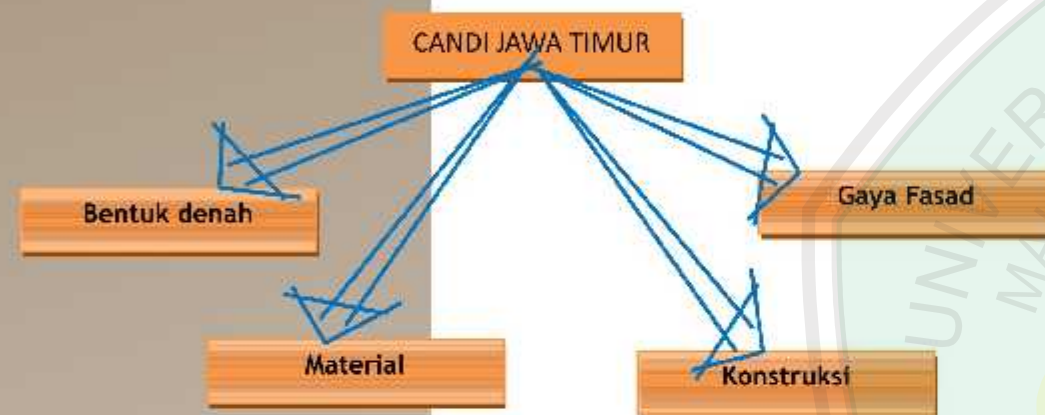 CANDI JAWA TIMUR
Bentuk denah
Gaya Fasad
Material
Konstruksi